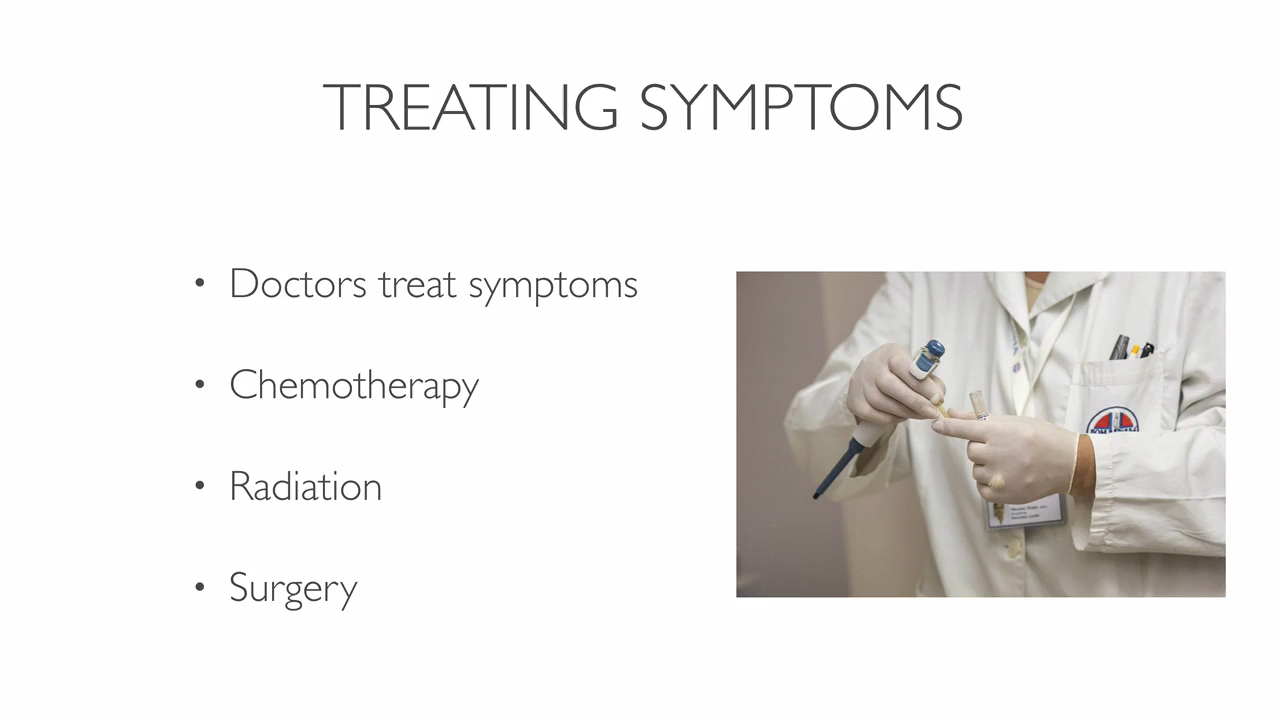 TREATING SYMPTOMS
• Doctors treat symptoms
• Chemotherapy
• Radiation
• Surgery